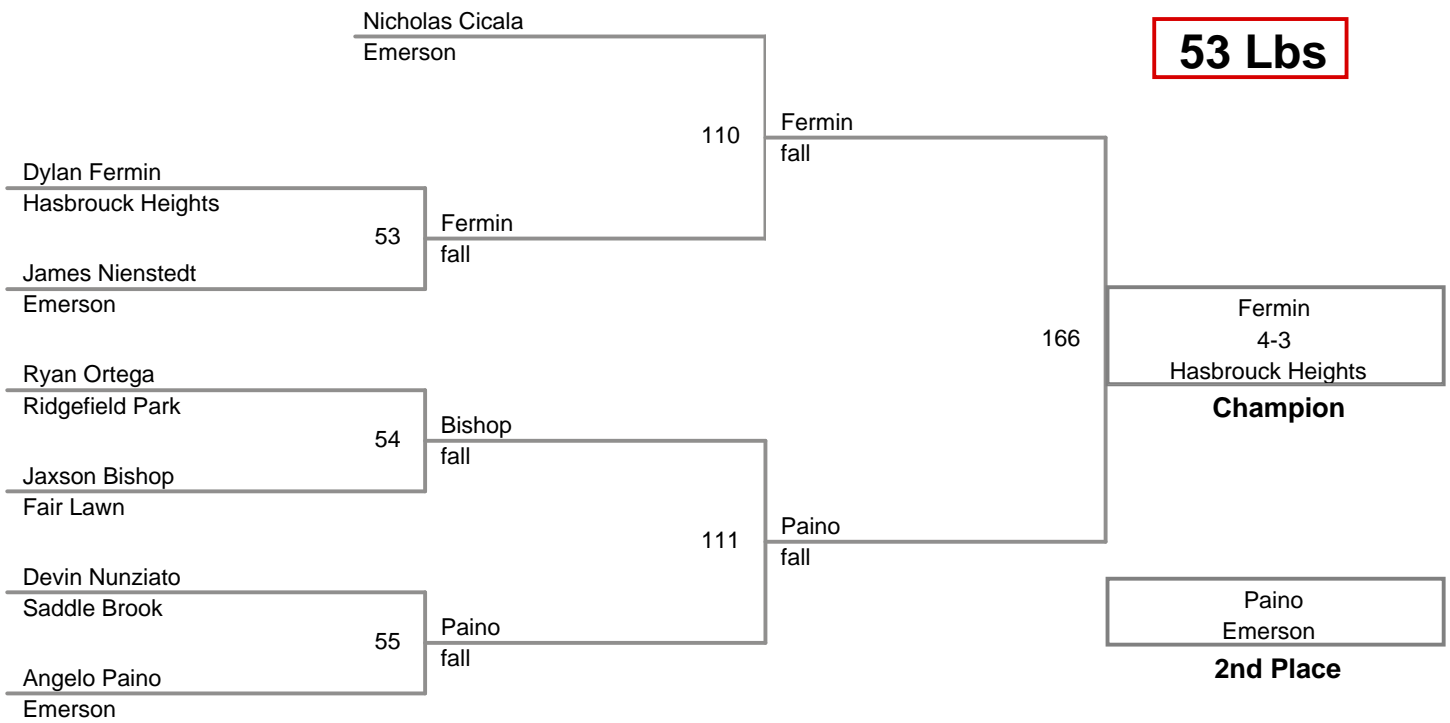 Nicholas Cicala
Emerson
53 Lbs
110
Fermin
fall
Dylan Fermin
Hasbrouck Heights
53
Fermin
fall
James Nienstedt
Emerson
166
Fermin
4-3
Hasbrouck Heights
Champion
Ryan Ortega
Ridgefield Park
54
Bishop
fall
Jaxson Bishop
Fair Lawn
111
Paino
fall
Devin Nunziato
Saddle Brook
55
Paino
fall
Angelo Paino
Emerson
Paino
Emerson
2nd Place